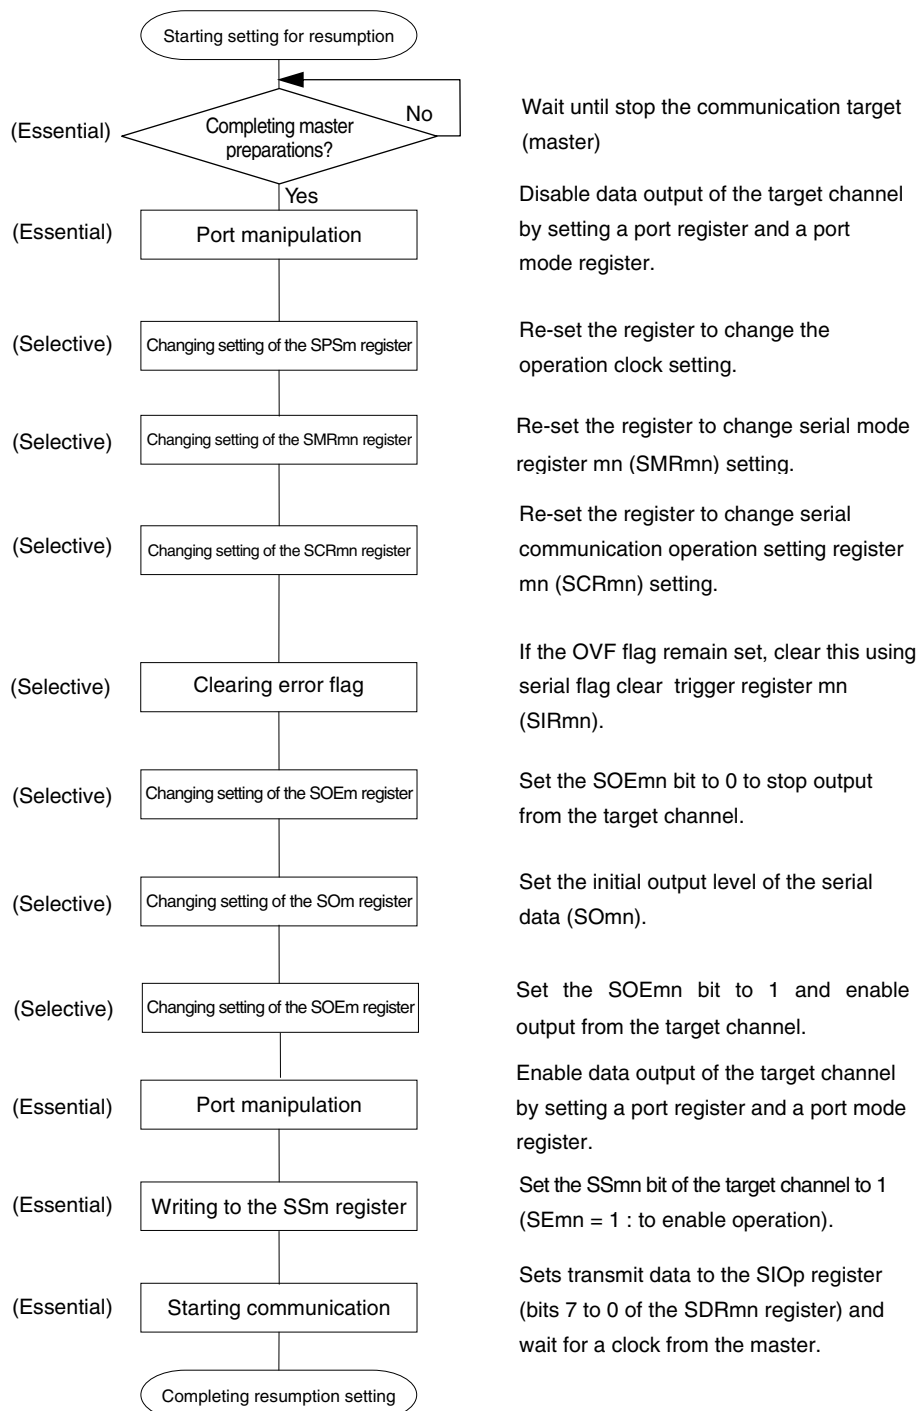 Starting setting for resumption
No
(Essential)
Completing master
preparations?
Wait until stop the communication target
(master)
Yes
(Essential)
Port manipulation
Disable data output of the target channel
by setting a port register and a port
mode register.
(Selective)
Changing setting of the SPSm register
Re-set the register to change the
operation clock setting.
(Selective)
Changing setting of the SMRmn register
Re-set the register to change serial mode
register mn (SMRmn) setting.
(Selective)
Changing setting of the SCRmn register
Re-set the register to change serial
communication operation setting register
mn (SCRmn) setting.
(Selective)
Clearing error flag
If the OVF flag remain set, clear this using
serial flag clear trigger register mn
(SIRmn).
(Selective)
Changing setting of the SOEm register
Set the SOEmn bit to 0 to stop output
from the target channel.
(Selective)
Changing setting of the SOm register
Set the initial output level of the serial
data (SOmn).
(Selective)
Changing setting of the SOEm register
Set the SOEmn bit to 1 and enable
output from the target channel.
(Essential)
Port manipulation
Enable data output of the target channel
by setting a port register and a port mode
register.
(Essential)
Writing to the SSm register
Set the SSmn bit of the target channel to 1
(SEmn = 1 : to enable operation).
(Essential)
Starting communication
Sets transmit data to the SIOp register
(bits 7 to 0 of the SDRmn register) and
wait for a clock from the master.
Completing resumption setting